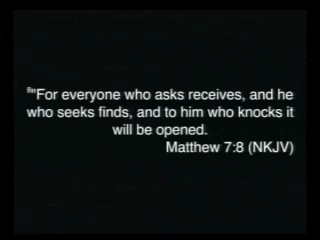 8"For everyone who asks receives, and he
who seeks finds, and to him who knocks it
will be opened.
Matthew 7:8 (NKJV)